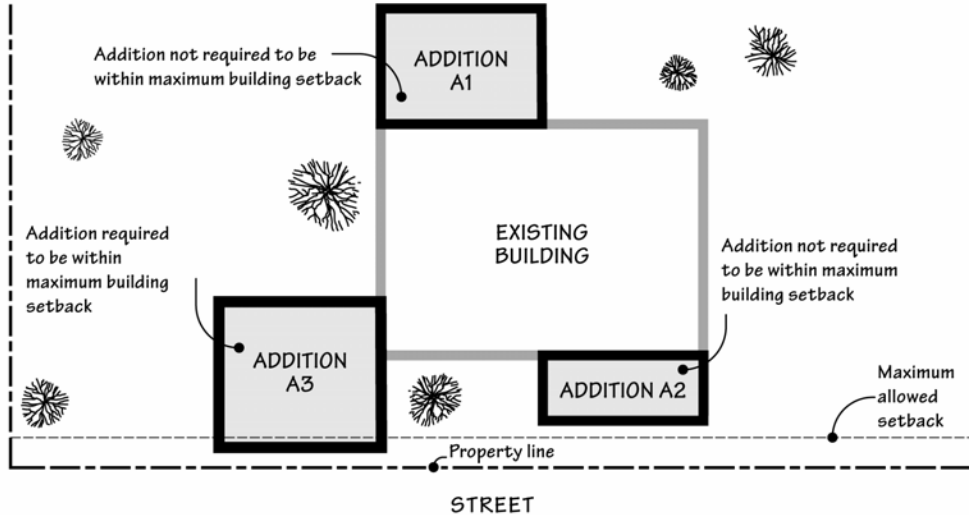 Addition not required to be
within maximum building setback
ADDITION
A1
Addition required
to be within
maximum building
setback
EXISTING
BUILDING
Addition not required
to be within maximum
building setback
ADDITION
A3
ADDITION A2
Maximum
allowed
setback
Property line
STREET